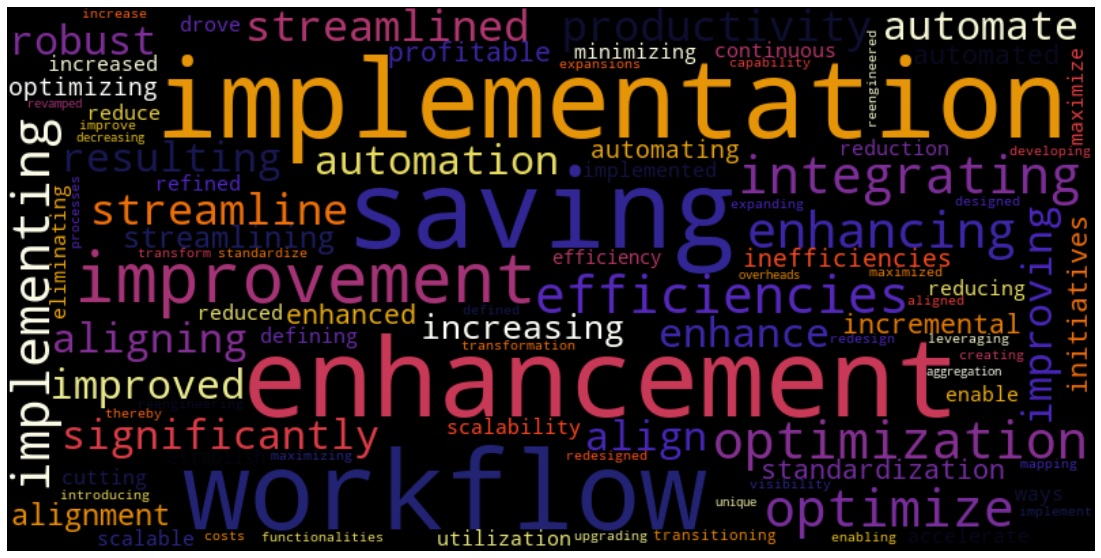 increase
drove
streamlined
productivity
automate
robust
profitable
minimizing
continuous
automated
increased
expansions
capability
reengineered
maximize
optimizing
implementation
revamped
reduce
improve
decreasing
resulting
automation
automating
reduction
developing
implementing
refined
saving
implemented
integrating
processes
eliminating
streamline
expanding
designed
streamlining
enhancing
improving
initiatives
transform
standardize
efficiency
inefficiencies
improvement
overheads
maximized
efficiencies
reducing
aligned
reduced
enhanced
defined
increasing
enhance
incremental
aligning
defining
redesign
leveraging
transformation
creating
aggregation
improved
enhancement
enable
thereby
significantly
scalability
align
optimization
maximizing
redesigned
standardization
mapping
cutting
workflow
visibility
introducing
unique
optimize
ways
implement
alignment
scalable
costs
functionalities
utilization
upgrading
transitioning
enabling
accelerate